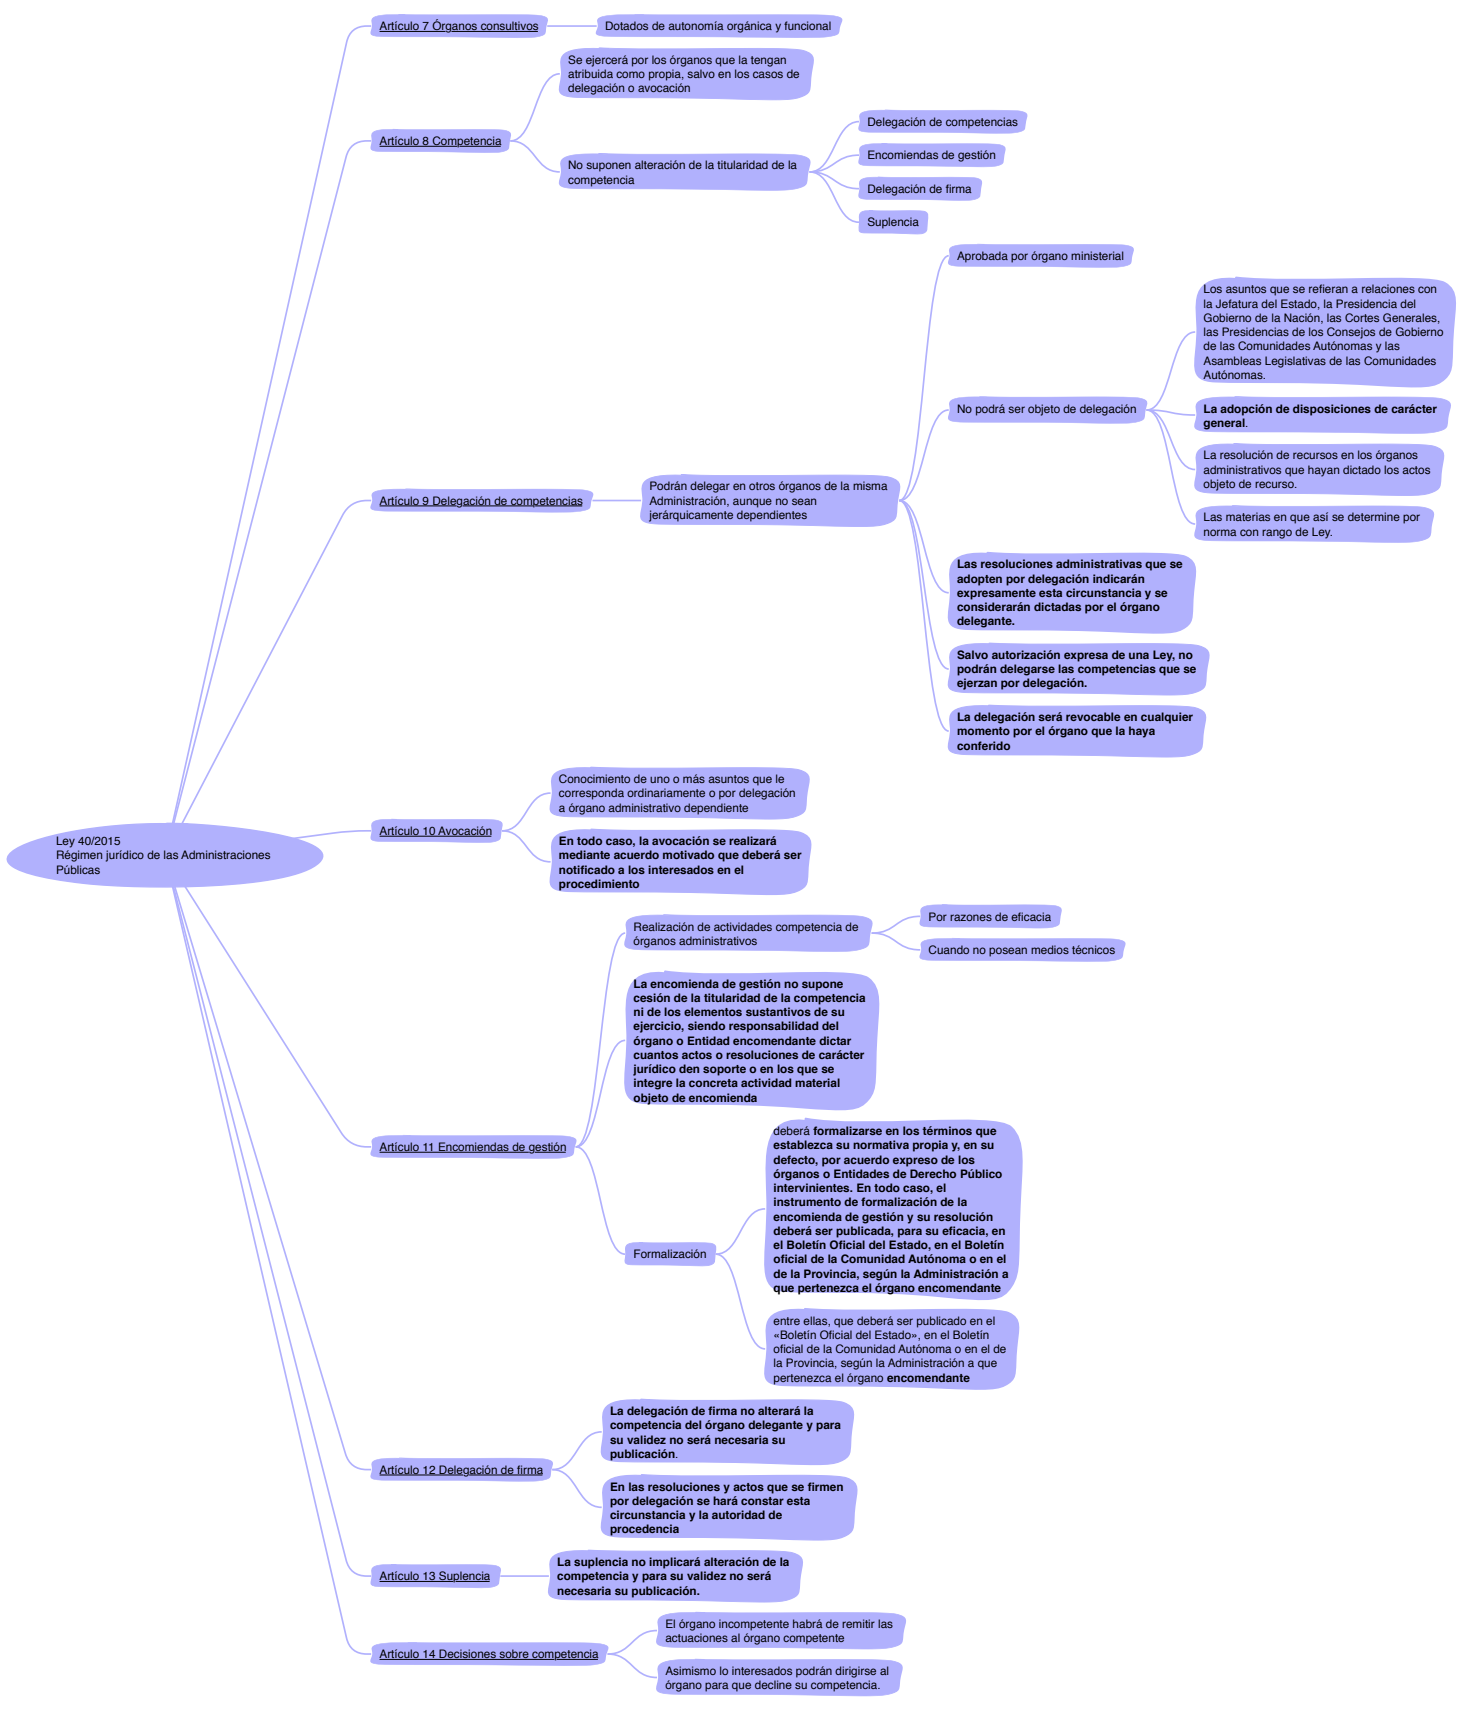 Artículo 7 Órganos consultivos
Dotados de autonomía orgánica y funcional
Se ejercerá por los órganos que la tengan
atribuida como propia, salvo en los casos de
delegación o avocación
Artículo 8 Competencia
No suponen alteración de la titularidad de la
competencia
Delegación de competencias
Encomiendas de gestión
Delegación de firma
Suplencia
Artículo 9 Delegación de competencias
Podrán delegar en otros órganos de la misma
Administración, aunque no sean
jerárquicamente dependientes
Aprobada por órgano ministerial
No podrá ser objeto de delegación
Los asuntos que se refieran a relaciones con
la Jefatura del Estado, la Presidencia del
Gobierno de la Nación, las Cortes Generales,
las Presidencias de los Consejos de Gobierno
de las Comunidades Autónomas y las
Asambleas Legislativas de las Comunidades
Autónomas.
La adopción de disposiciones de carácter
general.
La resolución de recursos en los órganos
administrativos que hayan dictado los actos
objeto de recurso.
Las materias en que así se determine por
norma con rango de Ley.
Las resoluciones administrativas que se
adopten por delegación indicarán
expresamente esta circunstancia y se
considerarán dictadas por el órgano
delegante.
Salvo autorización expresa de una Ley, no
podrán delegarse las competencias que se
ejerzan por delegación.
La delegación será revocable en cualquier
momento por el órgano que la haya
conferido
Ley 40/2015
Régimen jurídico de las Administraciones
Públicas
Artículo 10 Avocación
Conocimiento de uno o más asuntos que le
corresponda ordinariamente o por delegación
a órgano administrativo dependiente
En todo caso, la avocación se realizará
mediante acuerdo motivado que deberá ser
notificado a los interesados en el
procedimiento
Artículo 11 Encomiendas de gestión
Realización de actividades competencia de
órganos administrativos
Por razones de eficacia
Cuando no posean medios técnicos
La encomienda de gestión no supone
cesión de la titularidad de la competencia
ni de los elementos sustantivos de su
ejercicio, siendo responsabilidad del
órgano o Entidad encomendante dictar
cuantos actos o resoluciones de carácter
jurídico den soporte o en los que se
integre la concreta actividad material
objeto de encomienda
Formalización
deberá formalizarse en los términos que
establezca su normativa propia y, en su
defecto, por acuerdo expreso de los
órganos o Entidades de Derecho Público
intervinientes. En todo caso, el
instrumento de formalización de la
encomienda de gestión y su resolución
deberá ser publicada, para su eficacia, en
el Boletín Oficial del Estado, en el Boletín
oficial de la Comunidad Autónoma o en el
de la Provincia, según la Administración a
que pertenezca el órgano encomendante
entre ellas, que deberá ser publicado en el
«Boletín Oficial del Estado», en el Boletín
oficial de la Comunidad Autónoma o en el de
la Provincia, según la Administración a que
pertenezca el órgano encomendante
Artículo 12 Delegación de firma
La delegación de firma no alterará la
competencia del órgano delegante y para
su validez no será necesaria su
publicación.
En las resoluciones y actos que se firmen
por delegación se hará constar esta
circunstancia y la autoridad de
procedencia
Artículo 13 Suplencia
La suplencia no implicará alteración de la
competencia y para su validez no será
necesaria su publicación.
Artículo 14 Decisiones sobre competencia
El órgano incompetente habrá de remitir las
actuaciones al órgano competente
Asimismo lo interesados podrán dirigirse al
órgano para que decline su competencia.